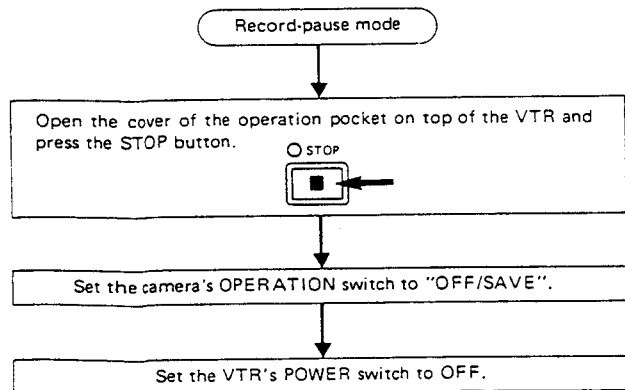 Record-pause mode
Open the cover of the operation pocket on top of the VTR and
press the STOP button.
STOP
Set the camera's OPERATION switch to "OFF/SAVE".
Set the VTR's POWER switch to OFF.